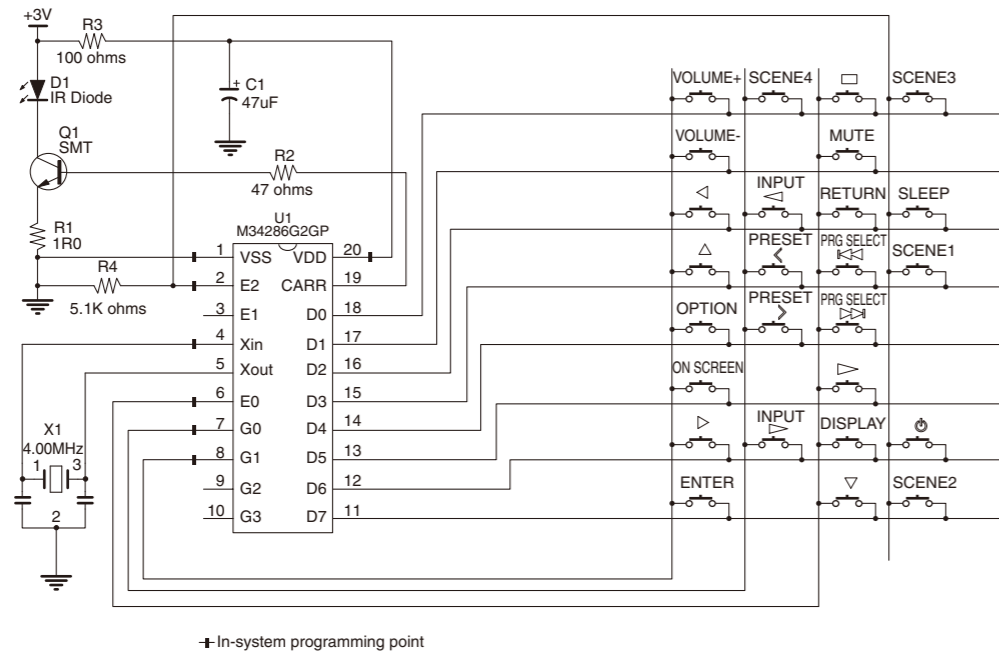 +3V
R3
100 ohms
D1
IR Diode
+ C1
47uF
Q1
SMT
R2
47 ohms
R1
1R0
R4
5.1K ohms
U1
M34286G2GP
1 VSS VDD 20
2 E2 CARR 19
3 E1 D0 18
4 Xin D1 17
5 Xout D2 16
6 E0 D3 15
7 G0 D4 14
8 G1 D5 13
9 G2 D6 12
10 G3 D7 11
X1
4.00MHz
1 3
2
VOLUME+ SCENE4 SCENE3
VOLUME- MUTE
INPUT RETURN SLEEP
PRESET PRG SELECT SCENE1
OPTION PRESET PRG SELECT
ON SCREEN
INPUT DISPLAY
ENTER SCENE2
In-system programming point